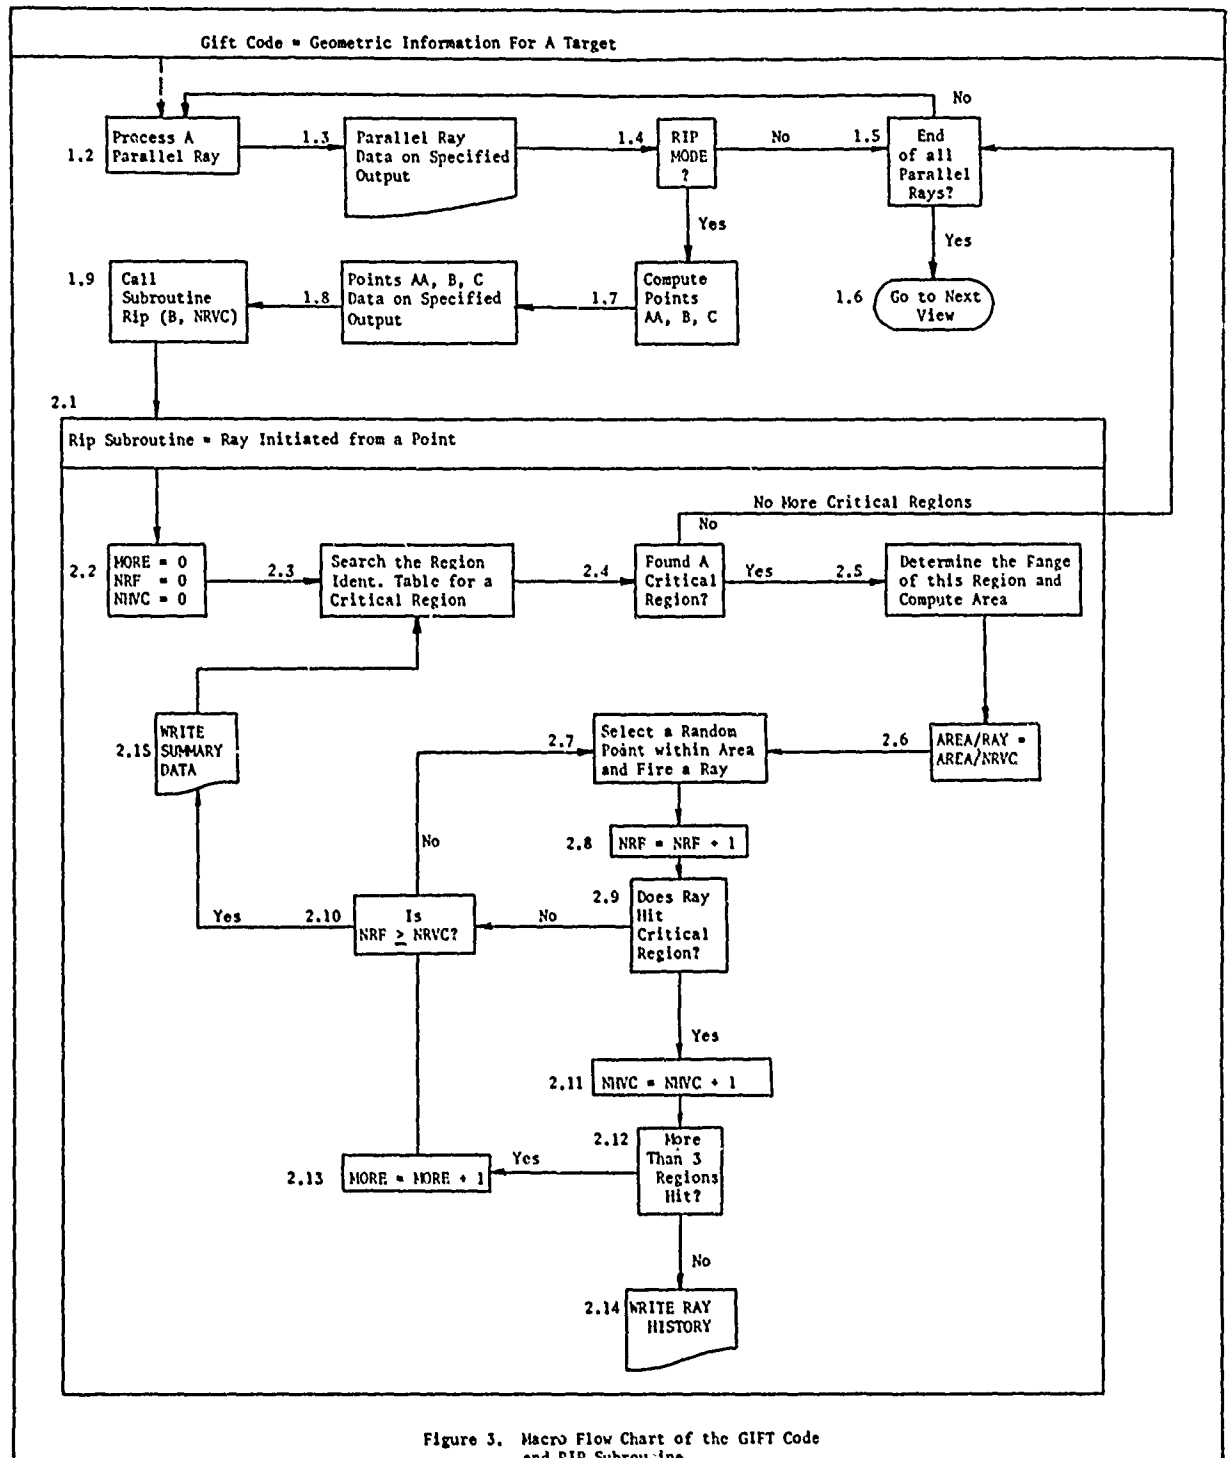 Gift Code = Geometric Information For A Target
No
1.2
Process A
Parallel Ray
1.3
Parallel Ray
Data on Specified
Output
1.4
RIP
MODE
?
No
1.5
End
of all
Parallel
Rays?
Yes
Yes
1.9
Call
Subroutine
Rip (B, NRVC)
1.8
Points AA, B, C
Data on Specified
Output
1.7
Compute
Points
AA, B, C
1.6
Go to Next
View
2.1
Rip Subroutine = Ray Initiated from a Point
No More Critical Regions
No
2.2
MORE = 0
NRF = 0
NHVC = 0
2.3
Search the Region
Ident. Table for a
Critical Region
2.4
Found A
Critical
Region?
Yes
2.5
Determine the Fange
of this Region and
Compute Area
2.15
WRITE
SUMMARY
DATA
2.7
Select a Random
Point within Area
and Fire a Ray
2.6
AREA/RAY =
AREA/NRVC
No
2.8
NRF = NRF + 1
Yes
2.10
Is
NRF ≥ NRVC?
No
2.9
Does Ray
Hit
Critical
Region?
Yes
2.11
NHVC = NHVC + 1
2.13
MORE = MORE + 1
Yes
2.12
More
Than 3
Regions
Hit?
No
2.14
WRITE RAY
HISTORY
Figure 3. Macro Flow Chart of the GIFT Code
and RIP Subroutine